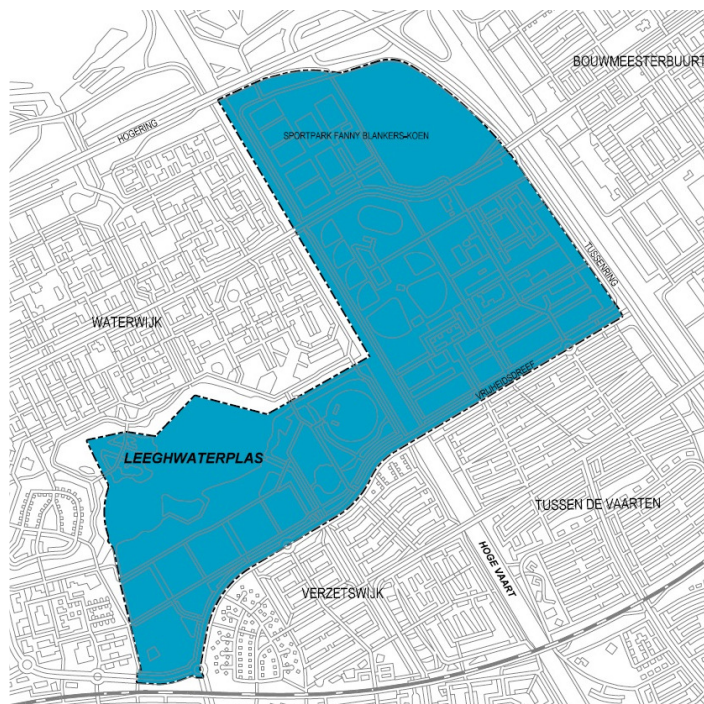 BOUWMEESTERBUURT
HOGERING
SPORTPARK FANNY BLANKERS-KOEN
TUSSENRING
WATERWIJK
VRIJHEIDSDREEF
LEEGHWATERPLAS
TUSSEN DE VAARTEN
HOGE VAART
VERZETSWIJK